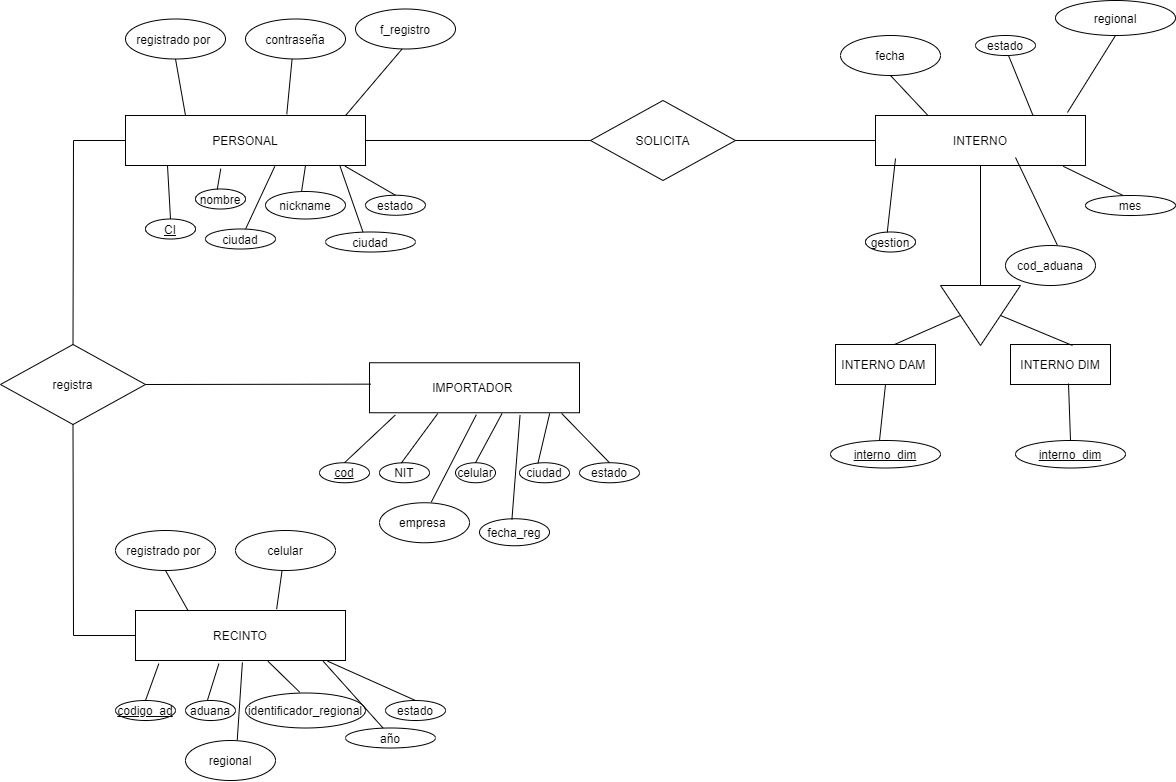 regional
f_registro
registrado por
contraseña
estado
fecha
PERSONAL
SOLICITA
INTERNO
nombre
nickname
estado
mes
CI
ciudad
ciudad
gestion
cod_aduana
INTERNO DAM
INTERNO DIM
registra
IMPORTADOR
interno_dim
interno_dim
cod
NIT
celular
ciudad
estado
empresa
fecha_reg
registrado por
celular
RECINTO
codigo_ad
aduana
identificador_regional
estado
año
regional